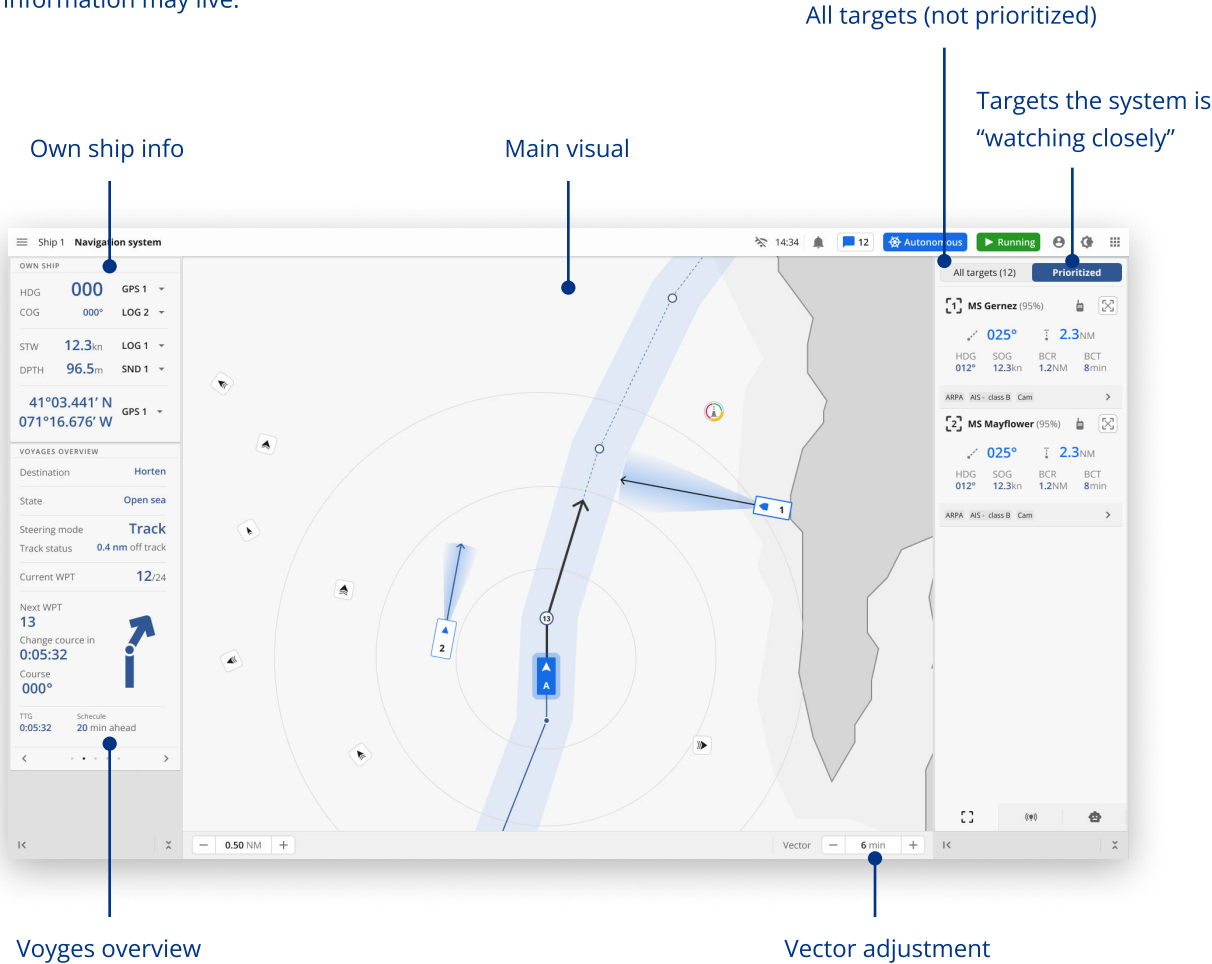 information may live.
All targets (not prioritized)
Targets the system is
“watching closely”
Own ship info
Main visual
Ship 1 Navigation system
14:34
12
Autonomous
Running
OWN SHIP
HDG 000 GPS 1
COG 000° LOG 2
STW 12.3kn LOG 1
DPTH 96.5m SND 1
41°03.441’ N
071°16.676’ W
GPS 1
VOYAGES OVERVIEW
Destination Horten
State Open sea
Steering mode Track
Track status 0.4 nm off track
Current WPT 12/24
Next WPT
13
Change cource in
0:05:32
Course
000°
TTG Schecule
0:05:32 20 min ahead
13
A
1
2
0.50 NM
Vector 6 min
All targets (12) Prioritized
1 MS Gernez (95%)
025° 2.3NM
HDG SOG BCR BCT
012° 12.3kn 1.2NM 8min
ARPA AIS - class B Cam
2 MS Mayflower (95%)
025° 2.3NM
HDG SOG BCR BCT
012° 12.3kn 1.2NM 8min
ARPA AIS - class B Cam
Voyges overview
Vector adjustment